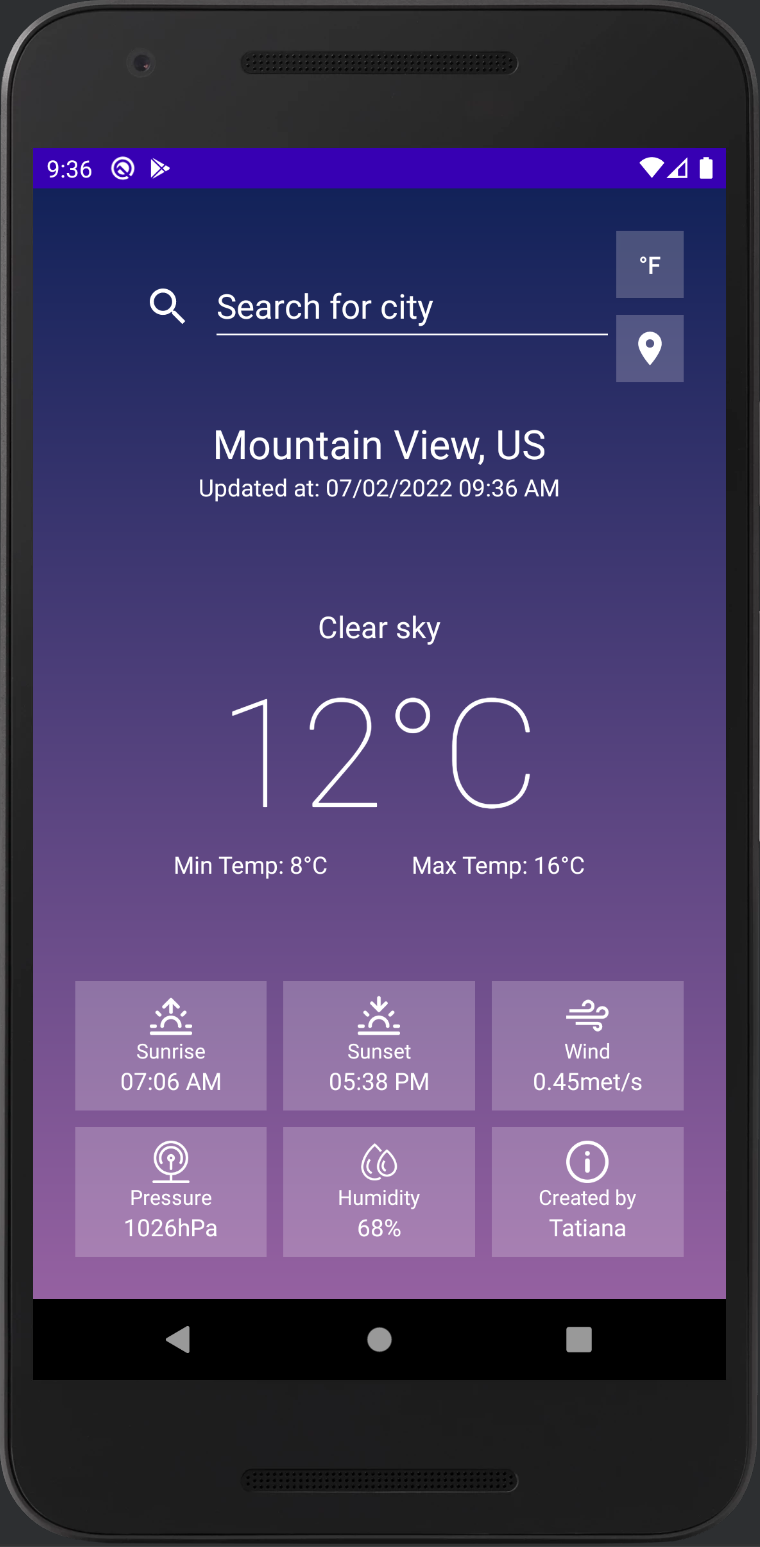 9:36
°F
Search for city
Mountain View, US
Updated at: 07/02/2022 09:36 AM
Clear sky
12°C
Min Temp: 8°C Max Temp: 16°C
Sunrise Sunset Wind
07:06 AM 05:38 PM 0.45met/s
Pressure Humidity Created by
1026hPa 68% Tatiana